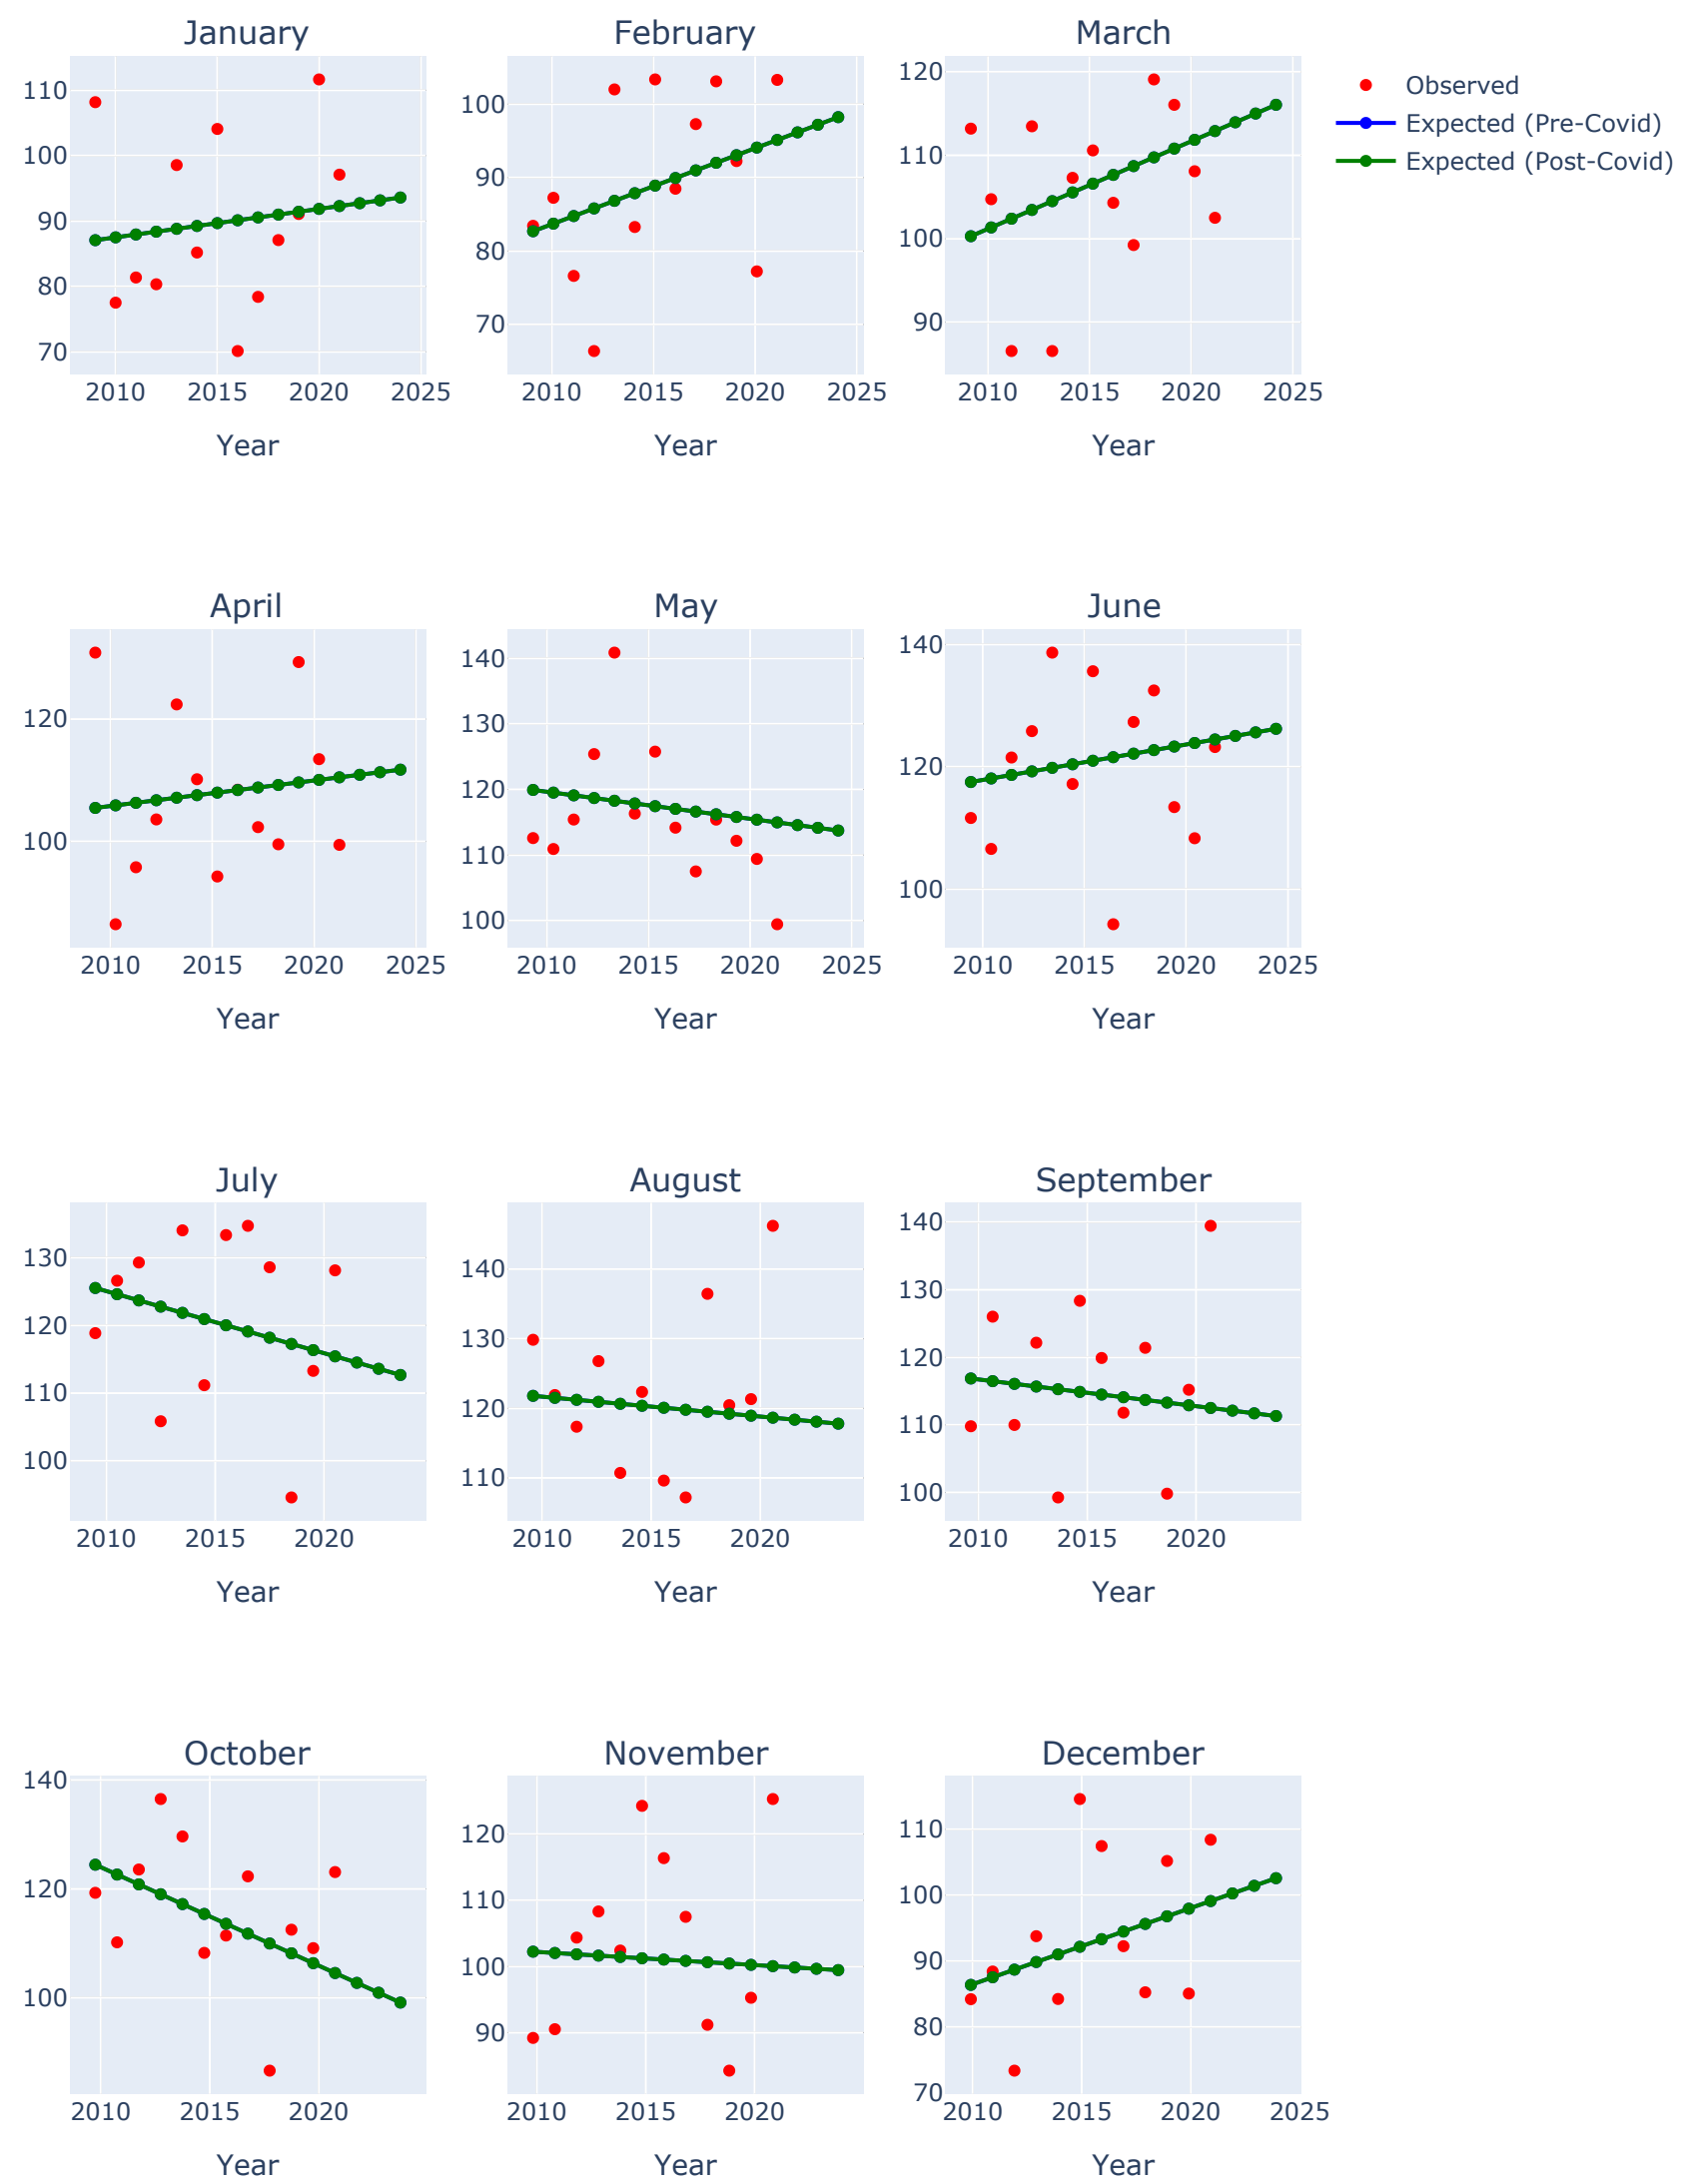 January February March
110
100
90
80
70
2010 2015 2020 2025
Year
100
90
80
70
2010 2015 2020 2025
Year
120
110
100
90
2010 2015 2020 2025
Year
Observed
Expected (Pre-Covid)
Expected (Post-Covid)
April May June
120
100
2010 2015 2020 2025
Year
140
130
120
110
100
2010 2015 2020 2025
Year
140
120
100
2010 2015 2020 2025
Year
July August September
130
120
110
100
2010 2015 2020
Year
140
130
120
110
2010 2015 2020
Year
140
130
120
110
100
2010 2015 2020
Year
October November December
140
120
100
2010 2015 2020
Year
120
110
100
90
2010 2015 2020
Year
110
100
90
80
70
2010 2015 2020 2025
Year